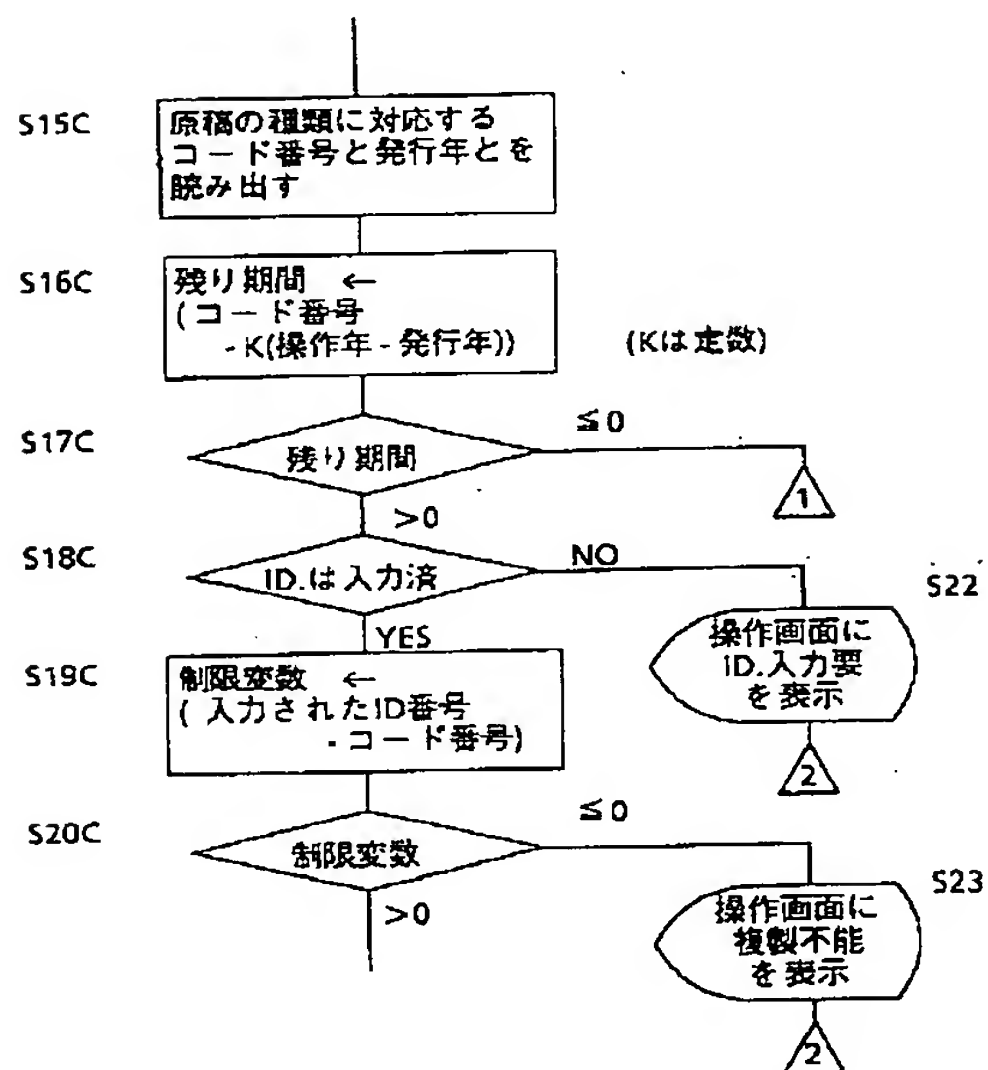 S15C
原稿の種類に対応する
コード番号と発行年とを
読み出す
S16C
残り期間 ←
(コード番号
- K(操作年 - 発行年))
(Kは定数)
S17C
残り期間
≦0
1
>0
S18C
ID.は入力済
NO
S22
操作画面に
ID.入力要
を表示
2
YES
S19C
制限変数 ←
(入力されたID番号
- コード番号)
S20C
制限変数
≦0
>0
S23
操作画面に
複製不能
を表示
2